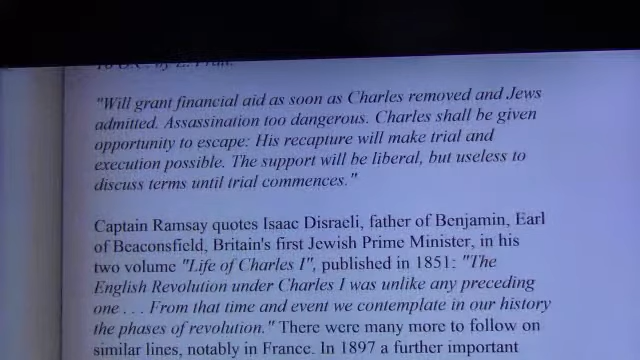 To O.C. by E. Pratt.
"Will grant financial aid as soon as Charles removed and Jews
admitted. Assassination too dangerous. Charles shall be given
opportunity to escape: His recapture will make trial and
execution possible. The support will be liberal, but useless to
discuss terms until trial commences."
Captain Ramsay quotes Isaac Disraeli, father of Benjamin, Earl
of Beaconsfield, Britain's first Jewish Prime Minister, in his
two volume "Life of Charles I", published in 1851: "The
English Revolution under Charles I was unlike any preceding
one . . . From that time and event we contemplate in our history
the phases of revolution." There were many more to follow on
similar lines, notably in France. In 1897 a further important